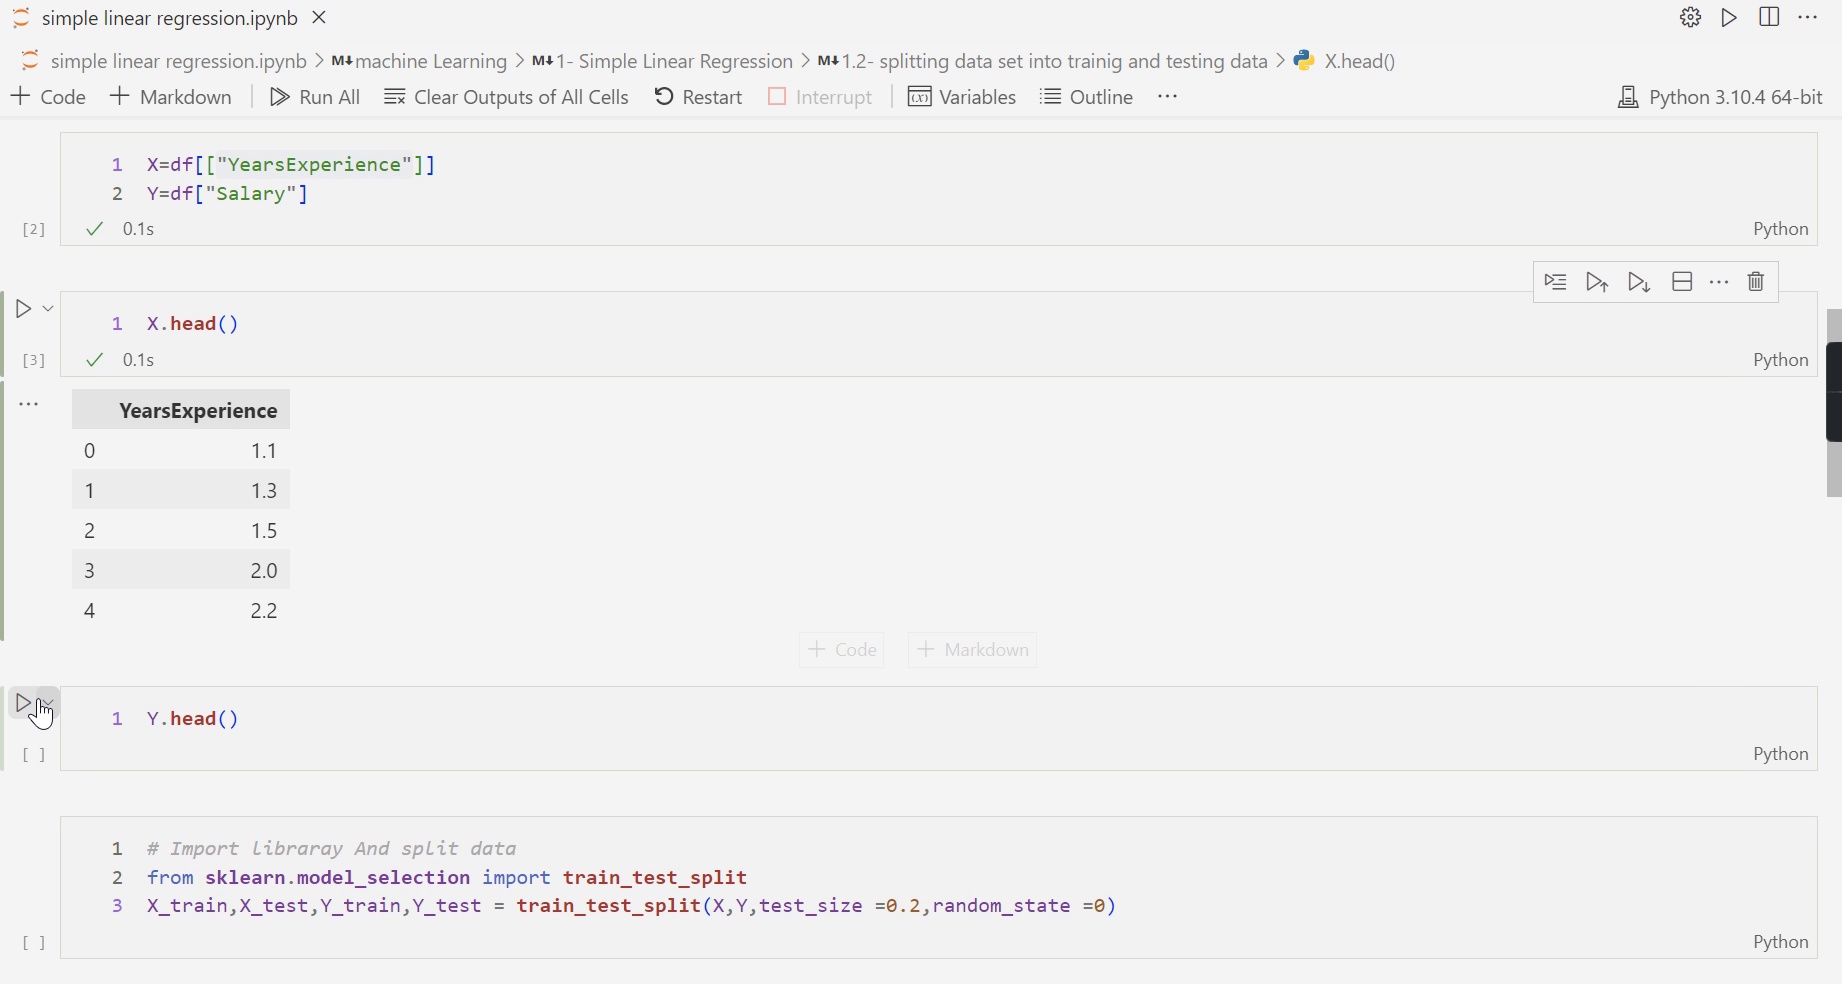 simple linear regression.ipynb
simple linear regression.ipynb > M↓ machine Learning > M↓ 1- Simple Linear Regression > M↓ 1.2- splitting data set into trainig and testing data > X.head()
+ Code + Markdown Run All Clear Outputs of All Cells Restart Interrupt Variables Outline ... Python 3.10.4 64-bit
1 X=df[["YearsExperience"]]
2 Y=df["Salary"]
[2] ✓ 0.1s Python
1 X.head()
[3] ✓ 0.1s Python
YearsExperience
0 1.1
1 1.3
2 1.5
3 2.0
4 2.2
+ Code + Markdown
1 Y.head()
[ ] Python
1 # Import Libraray And split data
2 from sklearn.model_selection import train_test_split
3 X_train,X_test,Y_train,Y_test = train_test_split(X,Y,test_size =0.2,random_state =0)
[ ] Python